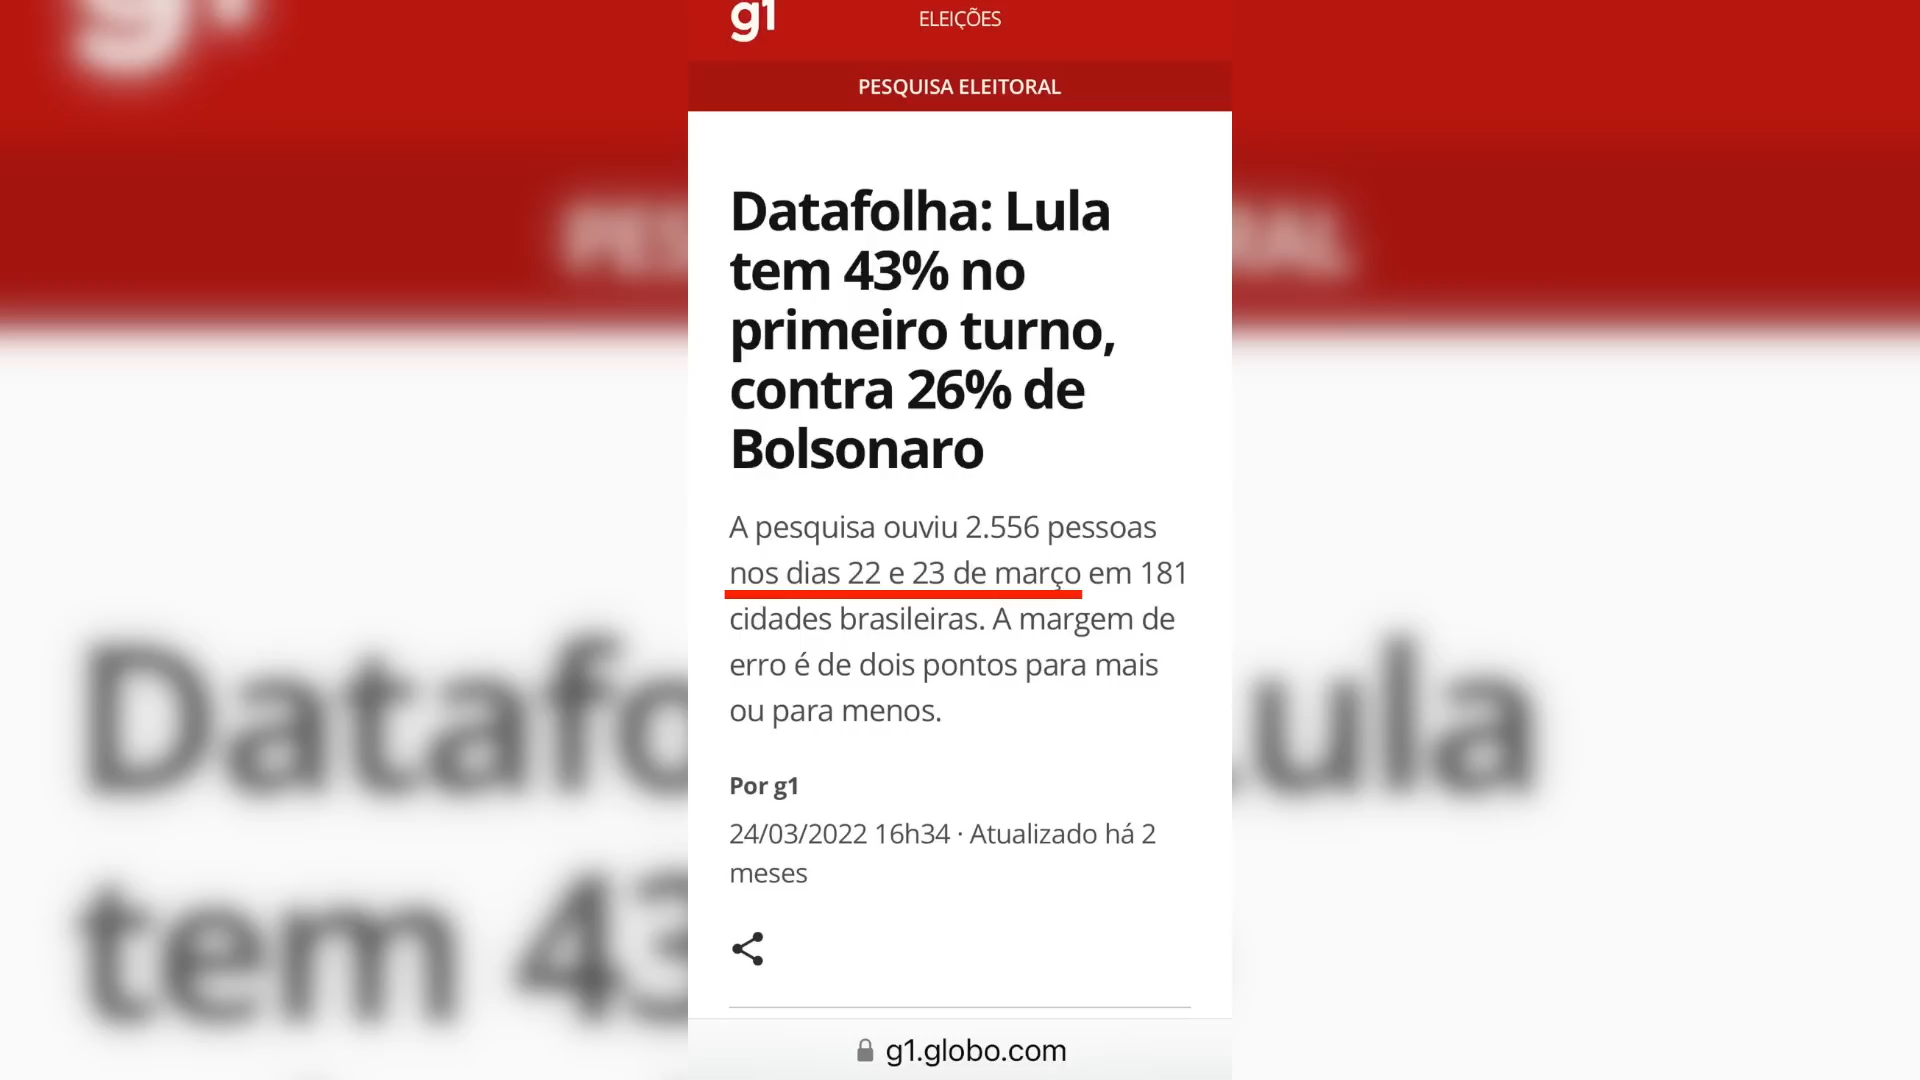 g1
ELEIÇÕES
PESQUISA ELEITORAL
Datafolha: Lula
tem 43% no
primeiro turno,
contra 26% de
Bolsonaro
A pesquisa ouviu 2.556 pessoas
nos dias 22 e 23 de março em 181
cidades brasileiras. A margem de
erro é de dois pontos para mais
ou para menos.
Por g1
24/03/2022 16h34 · Atualizado há 2
meses
g1.globo.com